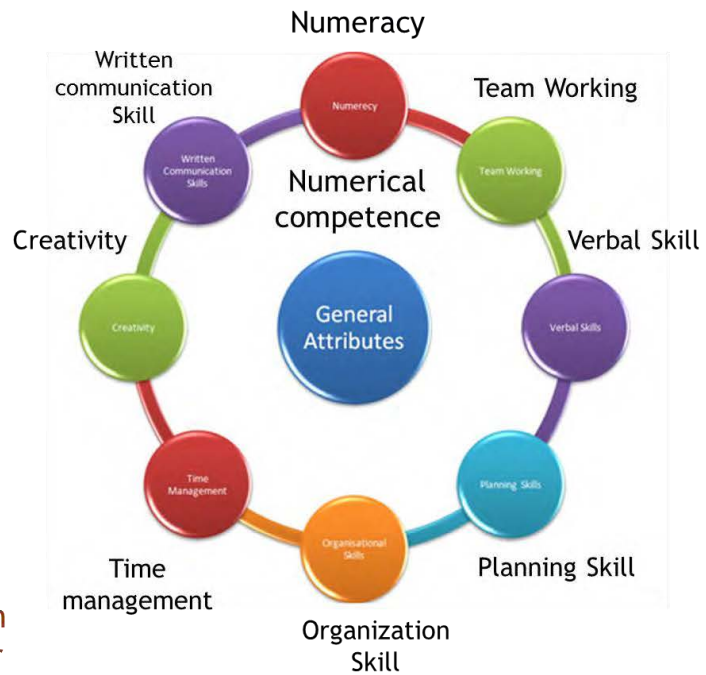 Numeracy
Written
communication
Skill
Numerecy
Team Working
Written
Communication
Skills
Team Working
Numerical
competence
Creativity
Verbal Skill
General
Attributes
Creativity
Verbal Skills
Time
Management
Planning Skills
Organisational
Skills
Time
management
Planning Skill
Organization
Skill